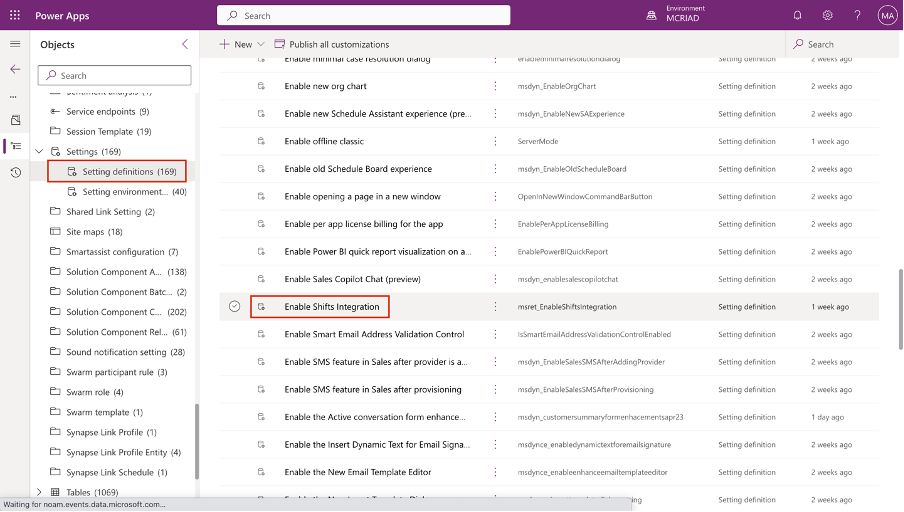 Power Apps
Search
Environment
MCRIAD
MA
Objects
New
Publish all customizations
Search
Search
Service endpoints (9)
Session Template (19)
Settings (169)
Setting definitions (169)
Setting environment... (40)
Shared Link Setting (2)
Site maps (18)
Smartassist configuration (7)
Solution Component A... (138)
Solution Component Batc... (2)
Solution Component C... (202)
Solution Component Rel... (61)
Sound notification setting (28)
Swarm participant rule (3)
Swarm role (4)
Swarm template (1)
Synapse Link Profile (1)
Synapse Link Profile Entity (4)
Synapse Link Schedule (1)
Tables (1069)
Enable minimal case resolution dialog enableminimalresolutiondialog Setting definition 2 weeks ago
Enable new org chart msdyn_EnableOrgChart Setting definition 2 weeks ago
Enable new Schedule Assistant experience (pre... msdyn_EnableNewSAExperience Setting definition 2 weeks ago
Enable offline classic ServerMode Setting definition 1 week ago
Enable old Schedule Board experience msdyn_EnableOldScheduleBoard Setting definition 2 weeks ago
Enable opening a page in a new window OpenInNewWindowCommandBarButton Setting definition 2 weeks ago
Enable per app license billing for the app EnablePerAppLicenseBilling Setting definition 2 weeks ago
Enable Power BI quick report visualization on a... EnablePowerBIQuickReport Setting definition 2 weeks ago
Enable Sales Copilot Chat (preview) msdyn_enablesalescopilotchat Setting definition 2 weeks ago
Enable Shifts Integration msret_EnableShiftsIntegration Setting definition 1 week ago
Enable Smart Email Address Validation Control IsSmartEmailAddressValidationControlEnabled Setting definition 2 weeks ago
Enable SMS feature in Sales after provider is a... msdyn_EnableSalesSMSAfterAddingProvider Setting definition 2 weeks ago
Enable SMS feature in Sales after provisioning msdyn_EnableSalesSMSAfterProvisioning Setting definition 2 weeks ago
Enable the Active conversation form enhance... msdyn_customersummaryformenhacementsapr23 Setting definition 1 day ago
Enable the Insert Dynamic Text for Email Signa... msdynce_enabledynamictextforemailsignature Setting definition 2 weeks ago
Enable the New Email Template Editor msdynce_enableenhanceemailtemplateeditor Setting definition 2 weeks ago
Setting definition 2 weeks ago
Waiting for noam.events.data.microsoft.com...